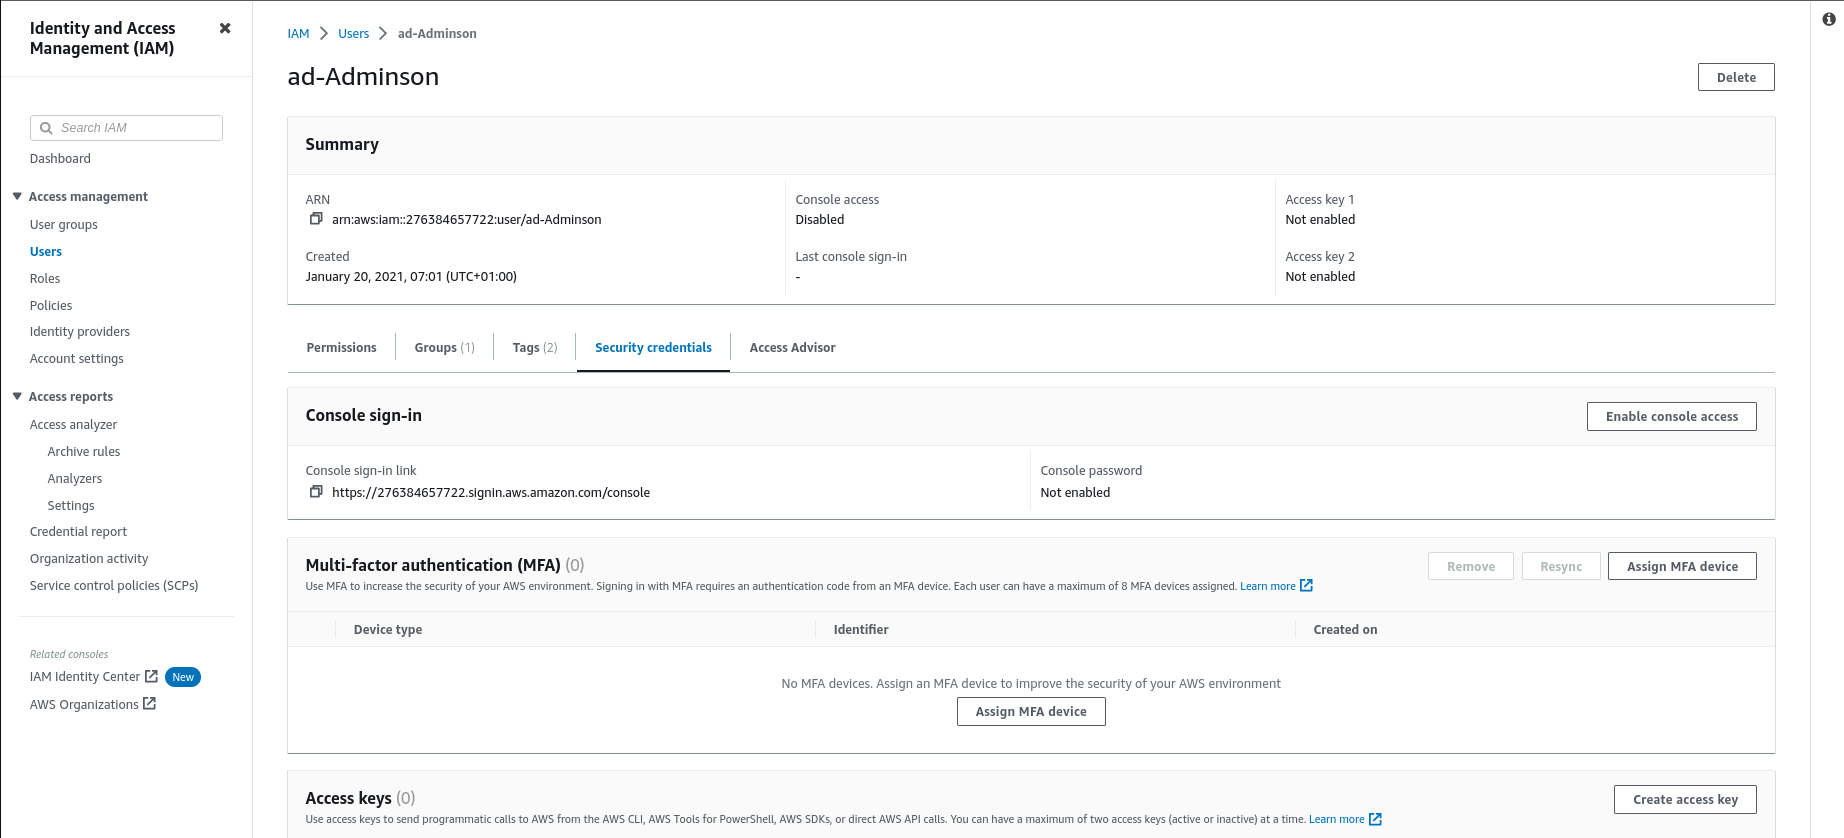 Identity and Access
Management (IAM)
Search IAM
Dashboard
Access management
User groups
Users
Roles
Policies
Identity providers
Account settings
Access reports
Access analyzer
Archive rules
Analyzers
Settings
Credential report
Organization activity
Service control policies (SCPs)
Related consoles
IAM Identity Center New
AWS Organizations
IAM > Users > ad-Adminson
ad-Adminson
Delete
Summary
ARN
arn:aws:iam::276384657722:user/ad-Adminson
Created
January 20, 2021, 07:01 (UTC+01:00)
Console access
Disabled
Last console sign-in
-
Access key 1
Not enabled
Access key 2
Not enabled
Permissions Groups (1) Tags (2) Security credentials Access Advisor
Console sign-in
Enable console access
Console sign-in link
https://276384657722.signin.aws.amazon.com/console
Console password
Not enabled
Multi-factor authentication (MFA) (0)
Use MFA to increase the security of your AWS environment. Signing in with MFA requires an authentication code from an MFA device. Each user can have a maximum of 8 MFA devices assigned. Learn more
Remove Resync Assign MFA device
Device type Identifier Created on
No MFA devices. Assign an MFA device to improve the security of your AWS environment
Assign MFA device
Access keys (0)
Use access keys to send programmatic calls to AWS from the AWS CLI, AWS Tools for PowerShell, AWS SDKs, or direct AWS API calls. You can have a maximum of two access keys (active or inactive) at a time. Learn more
Create access key